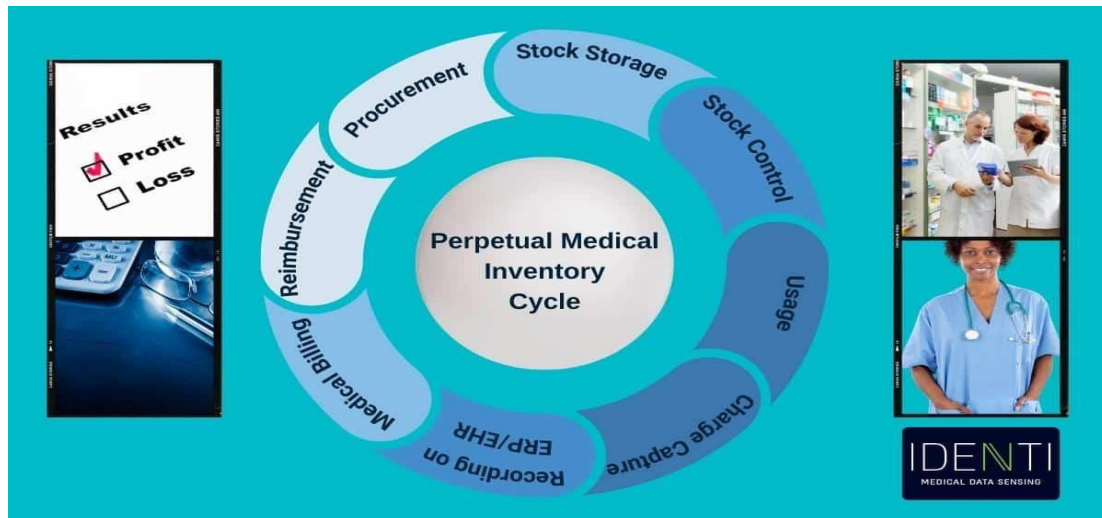 Results
Profit
Loss
Procurement
Stock Storage
Stock Control
Usage
Charge Capture
Recording on
ERP/EHR
Medical Billing
Reimbursement
Perpetual Medical
Inventory
Cycle
IDENTI
MEDICAL DATA SENSING